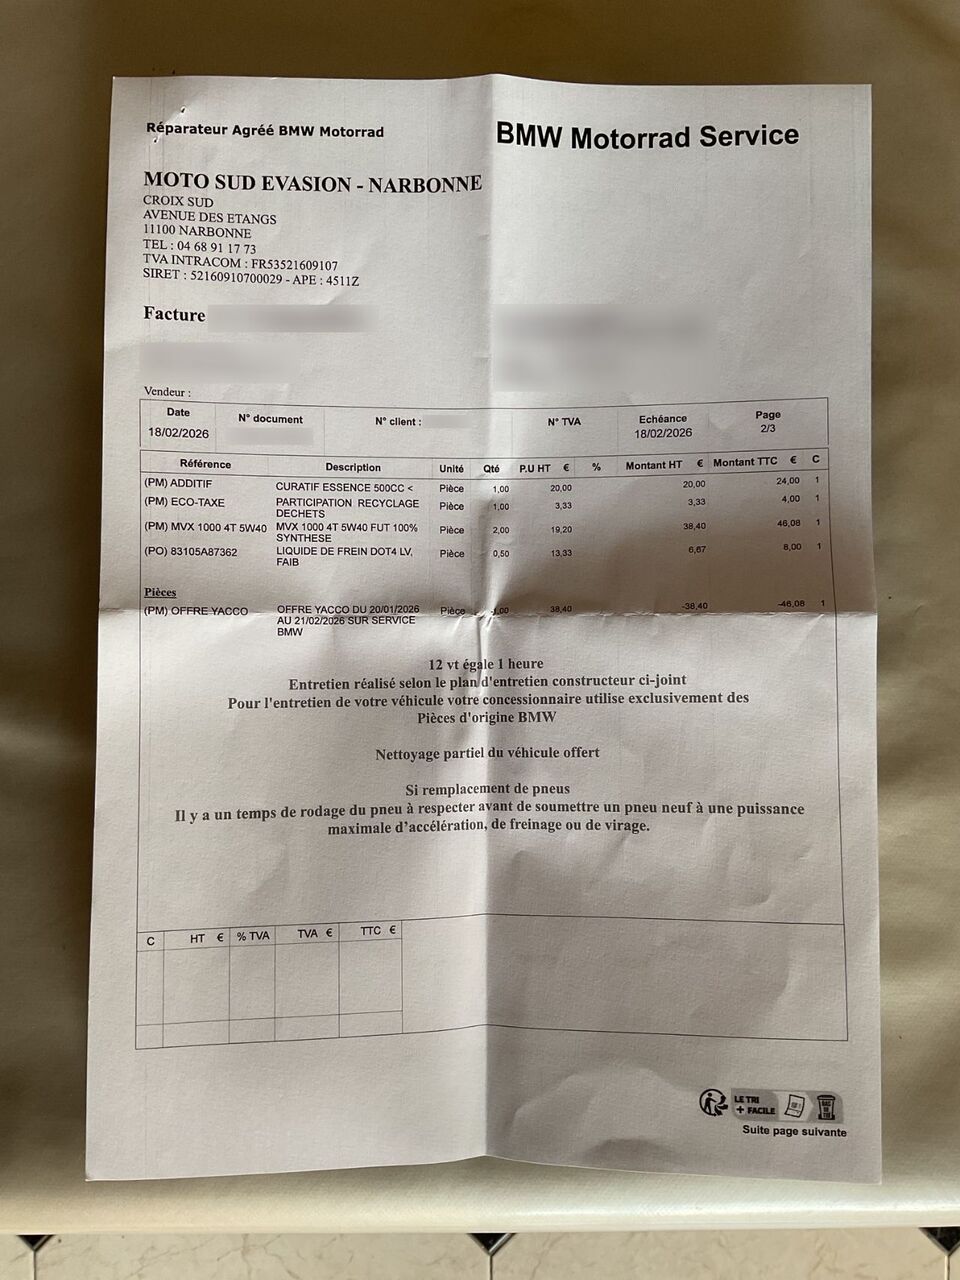 Réparateur Agréé BMW Motorrad
BMW Motorrad Service
MOTO SUD EVASION - NARBONNE
CROIX SUD
AVENUE DES ETANGS
11100 NARBONNE
TEL : 04 68 91 17 73
TVA INTRACOM : FR53521609107
SIRET : 52160910700029 - APE : 4511Z
Facture
Vendeur :
Date N° document N° client : N° TVA Echéance Page
18/02/2026 18/02/2026 2/3
Référence Description Unité Qté P.U HT € % Montant HT € Montant TTC € C
(PM) ADDITIF CURATIF ESSENCE 500CC < Pièce 1,00 20,00 20,00 24,00 1
(PM) ECO-TAXE PARTICIPATION RECYCLAGE Pièce 1,00 3,33 3,33 4,00 1
DECHETS
(PM) MVX 1000 4T 5W40 MVX 1000 4T 5W40 FUT 100% Pièce 2,00 19,20 38,40 46,08 1
SYNTHESE
(PO) 83105A87362 LIQUIDE DE FREIN DOT4 LV, Pièce 0,50 13,33 6,67 8,00 1
FAIB
Pièces
(PM) OFFRE YACCO OFFRE YACCO DU 20/01/2026 Pièce -1,00 38,40 -38,40 -46,08 1
AU 21/02/2026 SUR SERVICE
BMW
12 vt égale 1 heure
Entretien réalisé selon le plan d'entretien constructeur ci-joint
Pour l'entretien de votre véhicule votre concessionnaire utilise exclusivement des
Pièces d'origine BMW
Nettoyage partiel du véhicule offert
Si remplacement de pneus
Il y a un temps de rodage du pneu à respecter avant de soumettre un pneu neuf à une puissance
maximale d'accélération, de freinage ou de virage.
C HT € % TVA TVA € TTC €
LE TRI
+ FACILE
BAC
DE
TRI
Suite page suivante